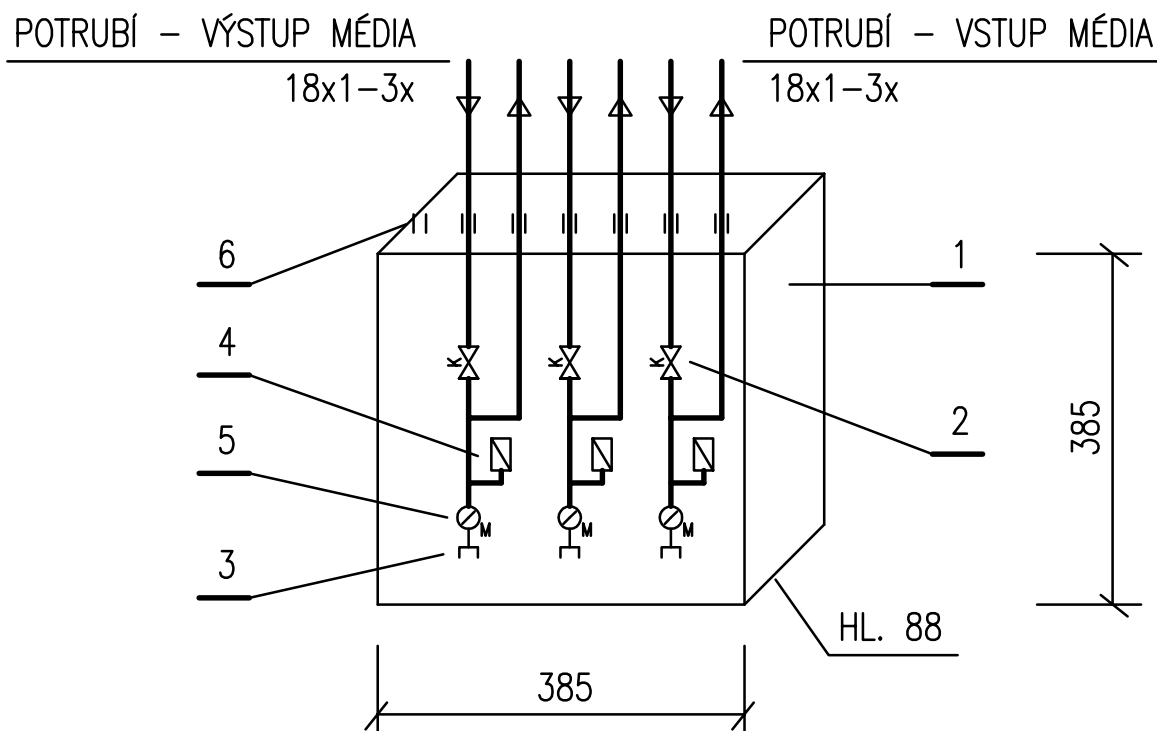 POTRUBÍ – VÝSTUP MÉDIA
18x1–3x
POTRUBÍ – VSTUP MÉDIA
18x1–3x
6
1
4
K
K
K
2
5
385
M
M
M
3
HL. 88
385